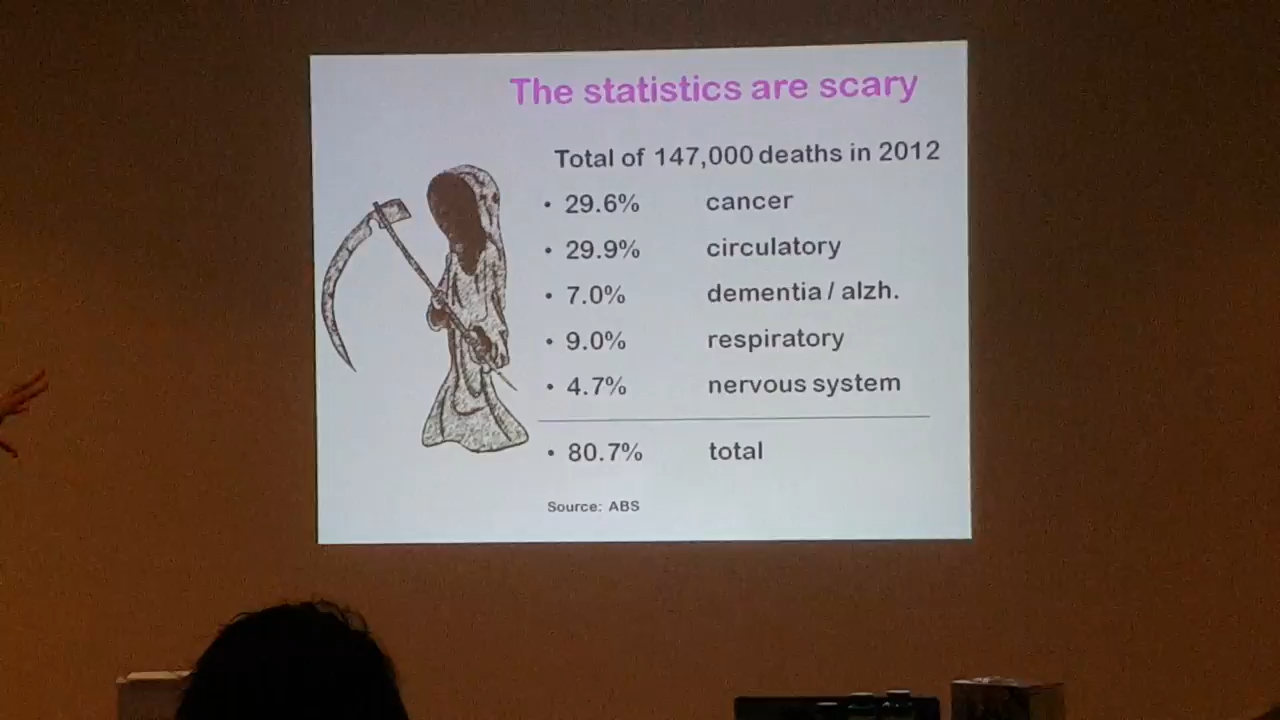 The statistics are scary
Total of 147,000 deaths in 2012
• 29.6% cancer
• 29.9% circulatory
• 7.0% dementia / alzh.
• 9.0% respiratory
• 4.7% nervous system
• 80.7% total
Source: ABS